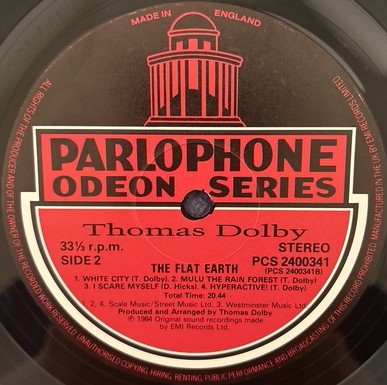 MADE IN ENGLAND
PARLOPHONE
ODEON SERIES
Thomas Dolby
33⅓ r.p.m. STEREO
SIDE 2 THE FLAT EARTH PCS 2400341
(PCS 2400341B)
1. WHITE CITY (T. Dolby). 2. MULU THE RAIN FOREST (T. Dolby)
3. I SCARE MYSELF (D. Hicks). 4. HYPERACTIVE! (T. Dolby)
Total Time: 20.44
1, 2, 4. Scale Music/Street Music Ltd. 3. Westminster Music Ltd
Produced and Arranged by Thomas Dolby
℗ 1984 Original sound recordings made
by EMI Records Ltd.
ALL RIGHTS OF THE PRODUCER AND OF THE OWNER OF THE RECORDED WORK RESERVED. UNAUTHORISED COPYING, HIRING, RENTING, PUBLIC PERFORMANCE AND BROADCASTING OF THIS RECORD PROHIBITED. MANUFACTURED IN THE U.K. BY EMI RECORDS LIMITED.